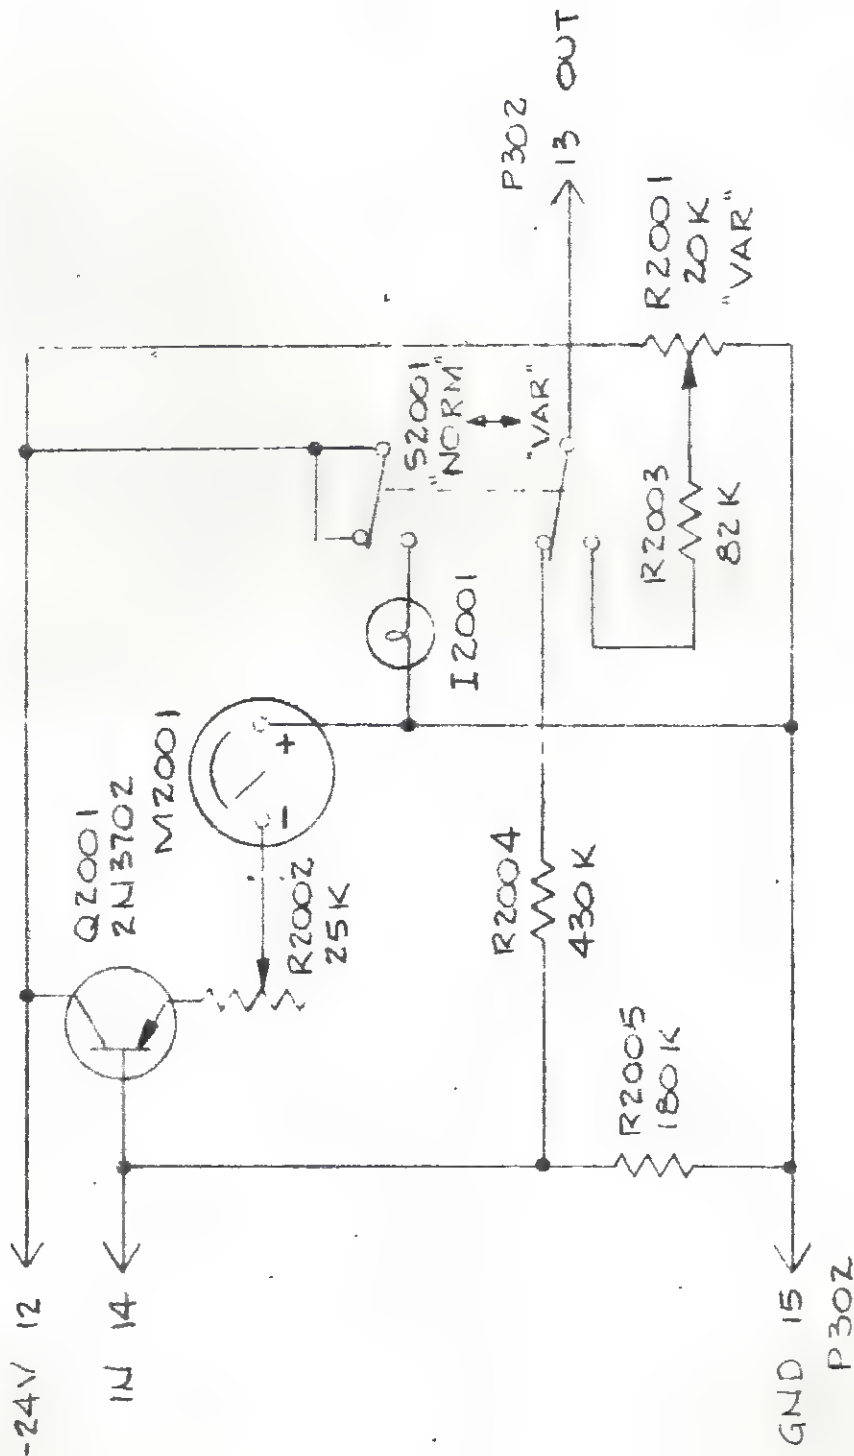 -24V 12
IN 14
GND 15
P302
Q2001
2N3702
M2001
-
+
R2002
25K
I2001
S2001
"NORM"
"VAR"
R2004
430K
R2005
180K
R2003
82K
R2001
20K
"VAR"
P302
13 OUT